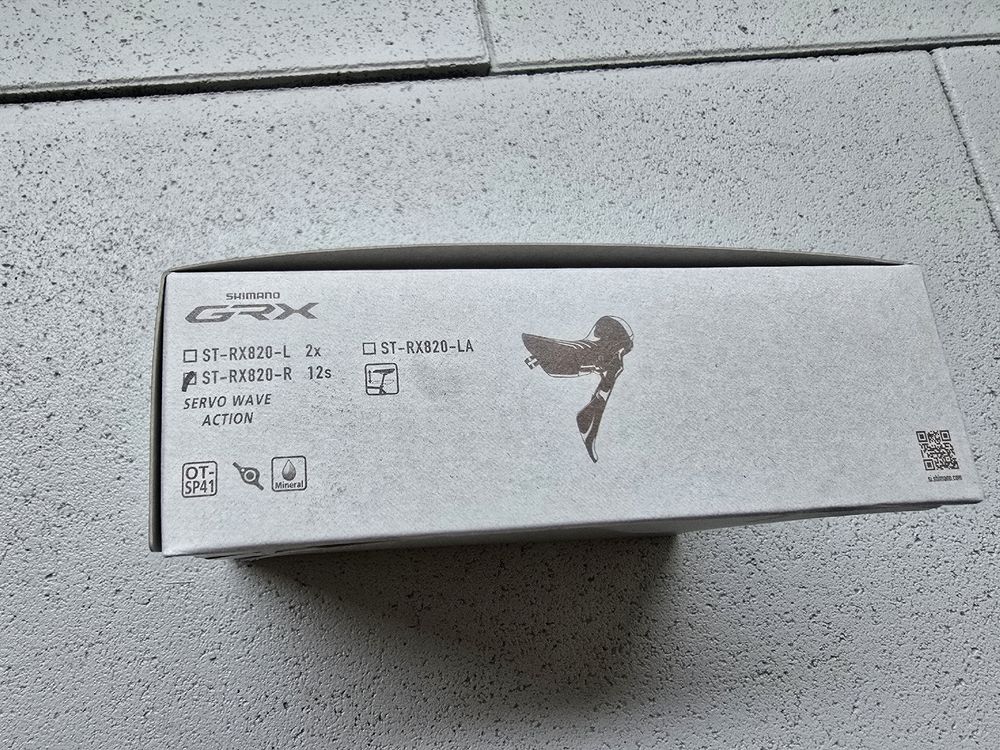 SHIMANO
GRX
ST-RX820-L 2x
ST-RX820-LA
ST-RX820-R 12s
SERVO WAVE
ACTION
OT-
SP41
Mineral
si.shimano.com